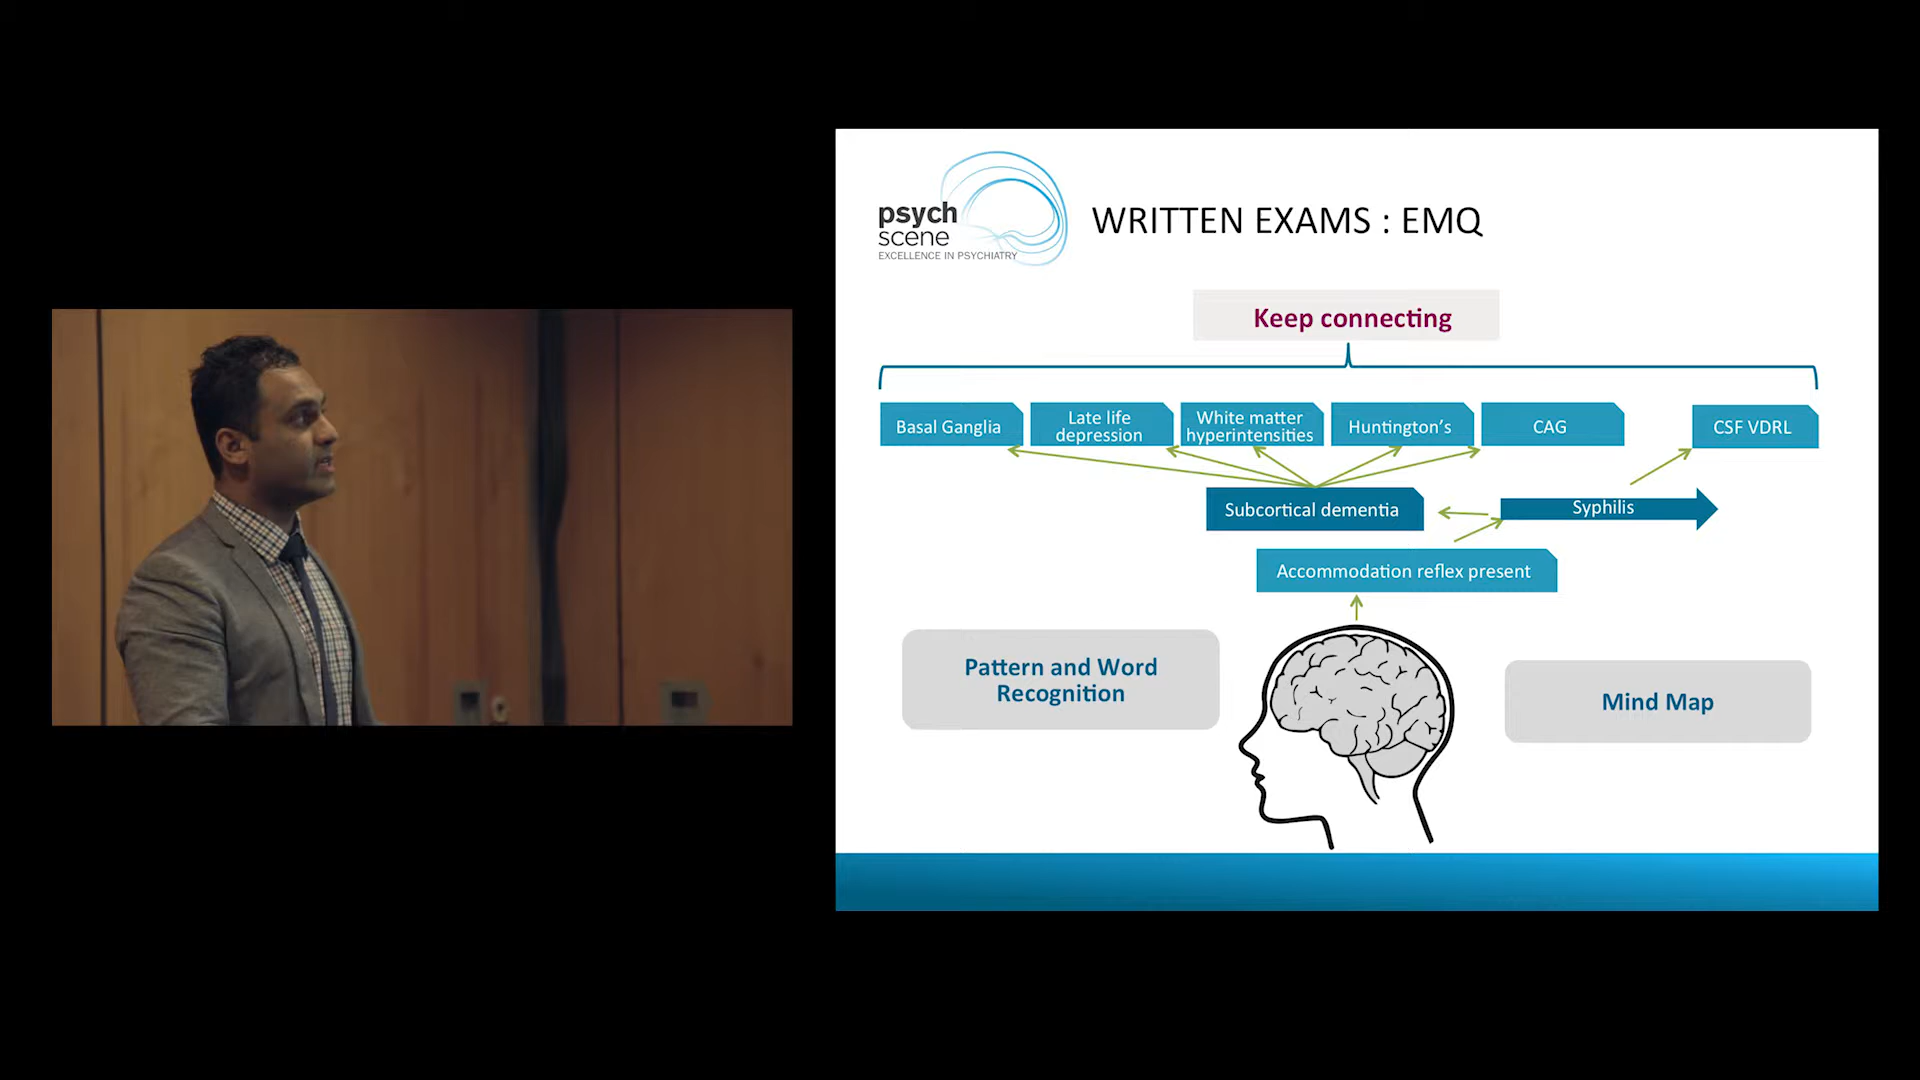 psych
scene
EXCELLENCE IN PSYCHIATRY
WRITTEN EXAMS : EMQ
Keep connecting
Basal Ganglia
Late life
depression
White matter
hyperintensities
Huntington's
CAG
CSF VDRL
Subcortical dementia
Syphilis
Accommodation reflex present
Pattern and Word
Recognition
Mind Map